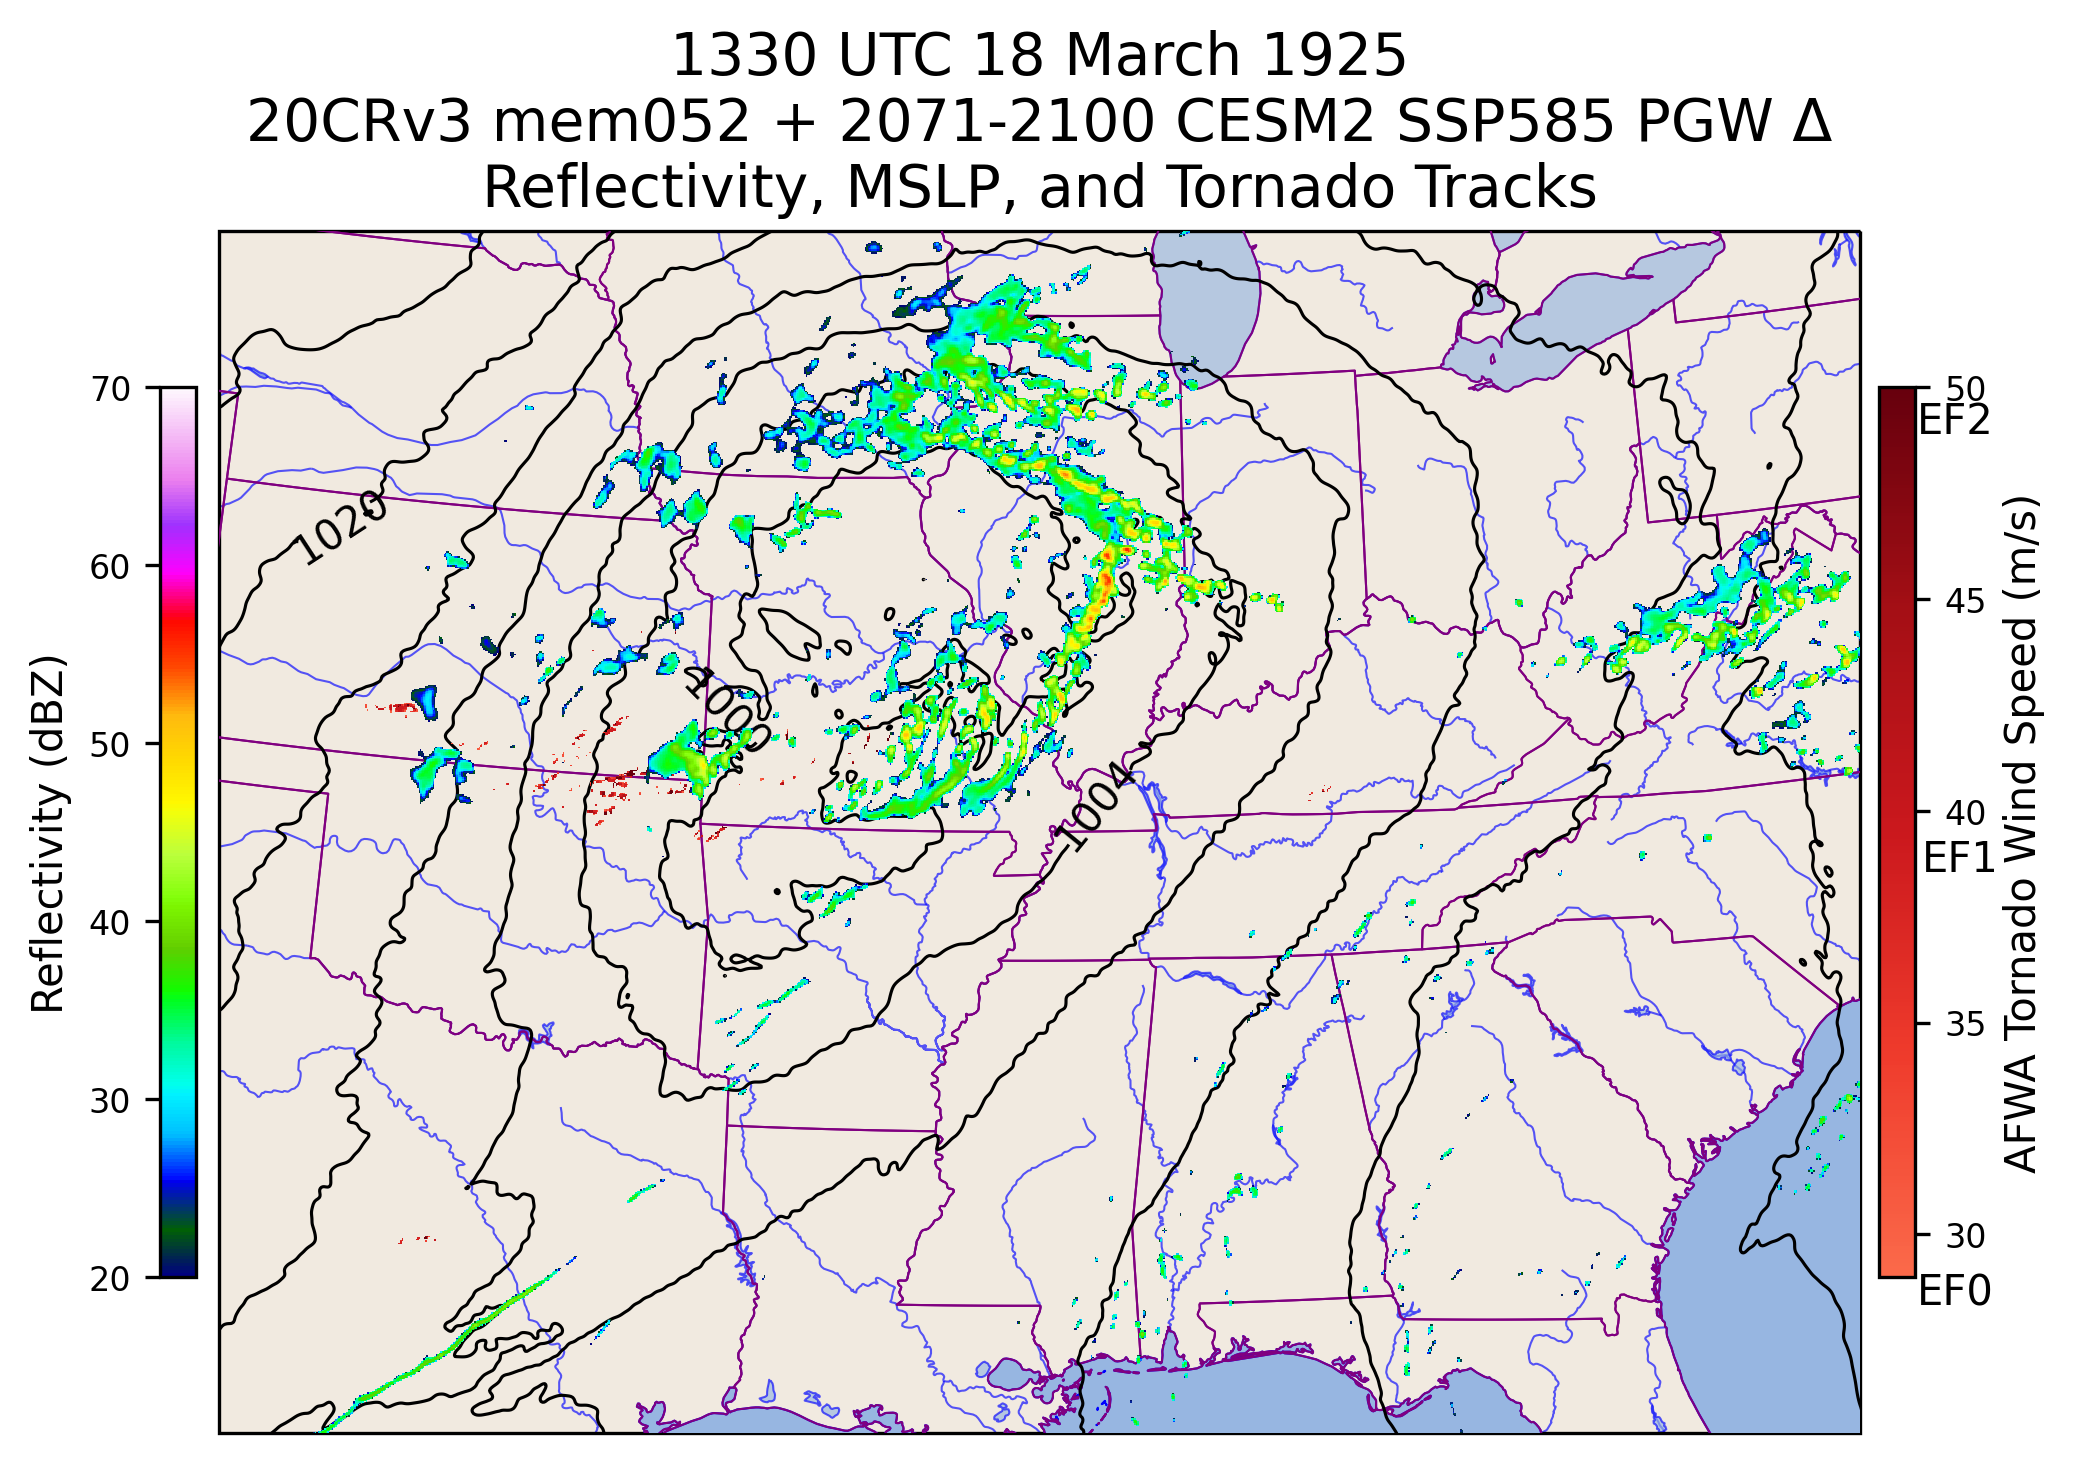 1330 UTC 18 March 1925
20CRv3 mem052 + 2071-2100 CESM2 SSP585 PGW Δ
Reflectivity, MSLP, and Tornado Tracks
Reflectivity (dBZ)
70
60
50
40
30
20
1020
1004
50
EF2
45
40
EF1
35
30
EF0
AFWA Tornado Wind Speed (m/s)